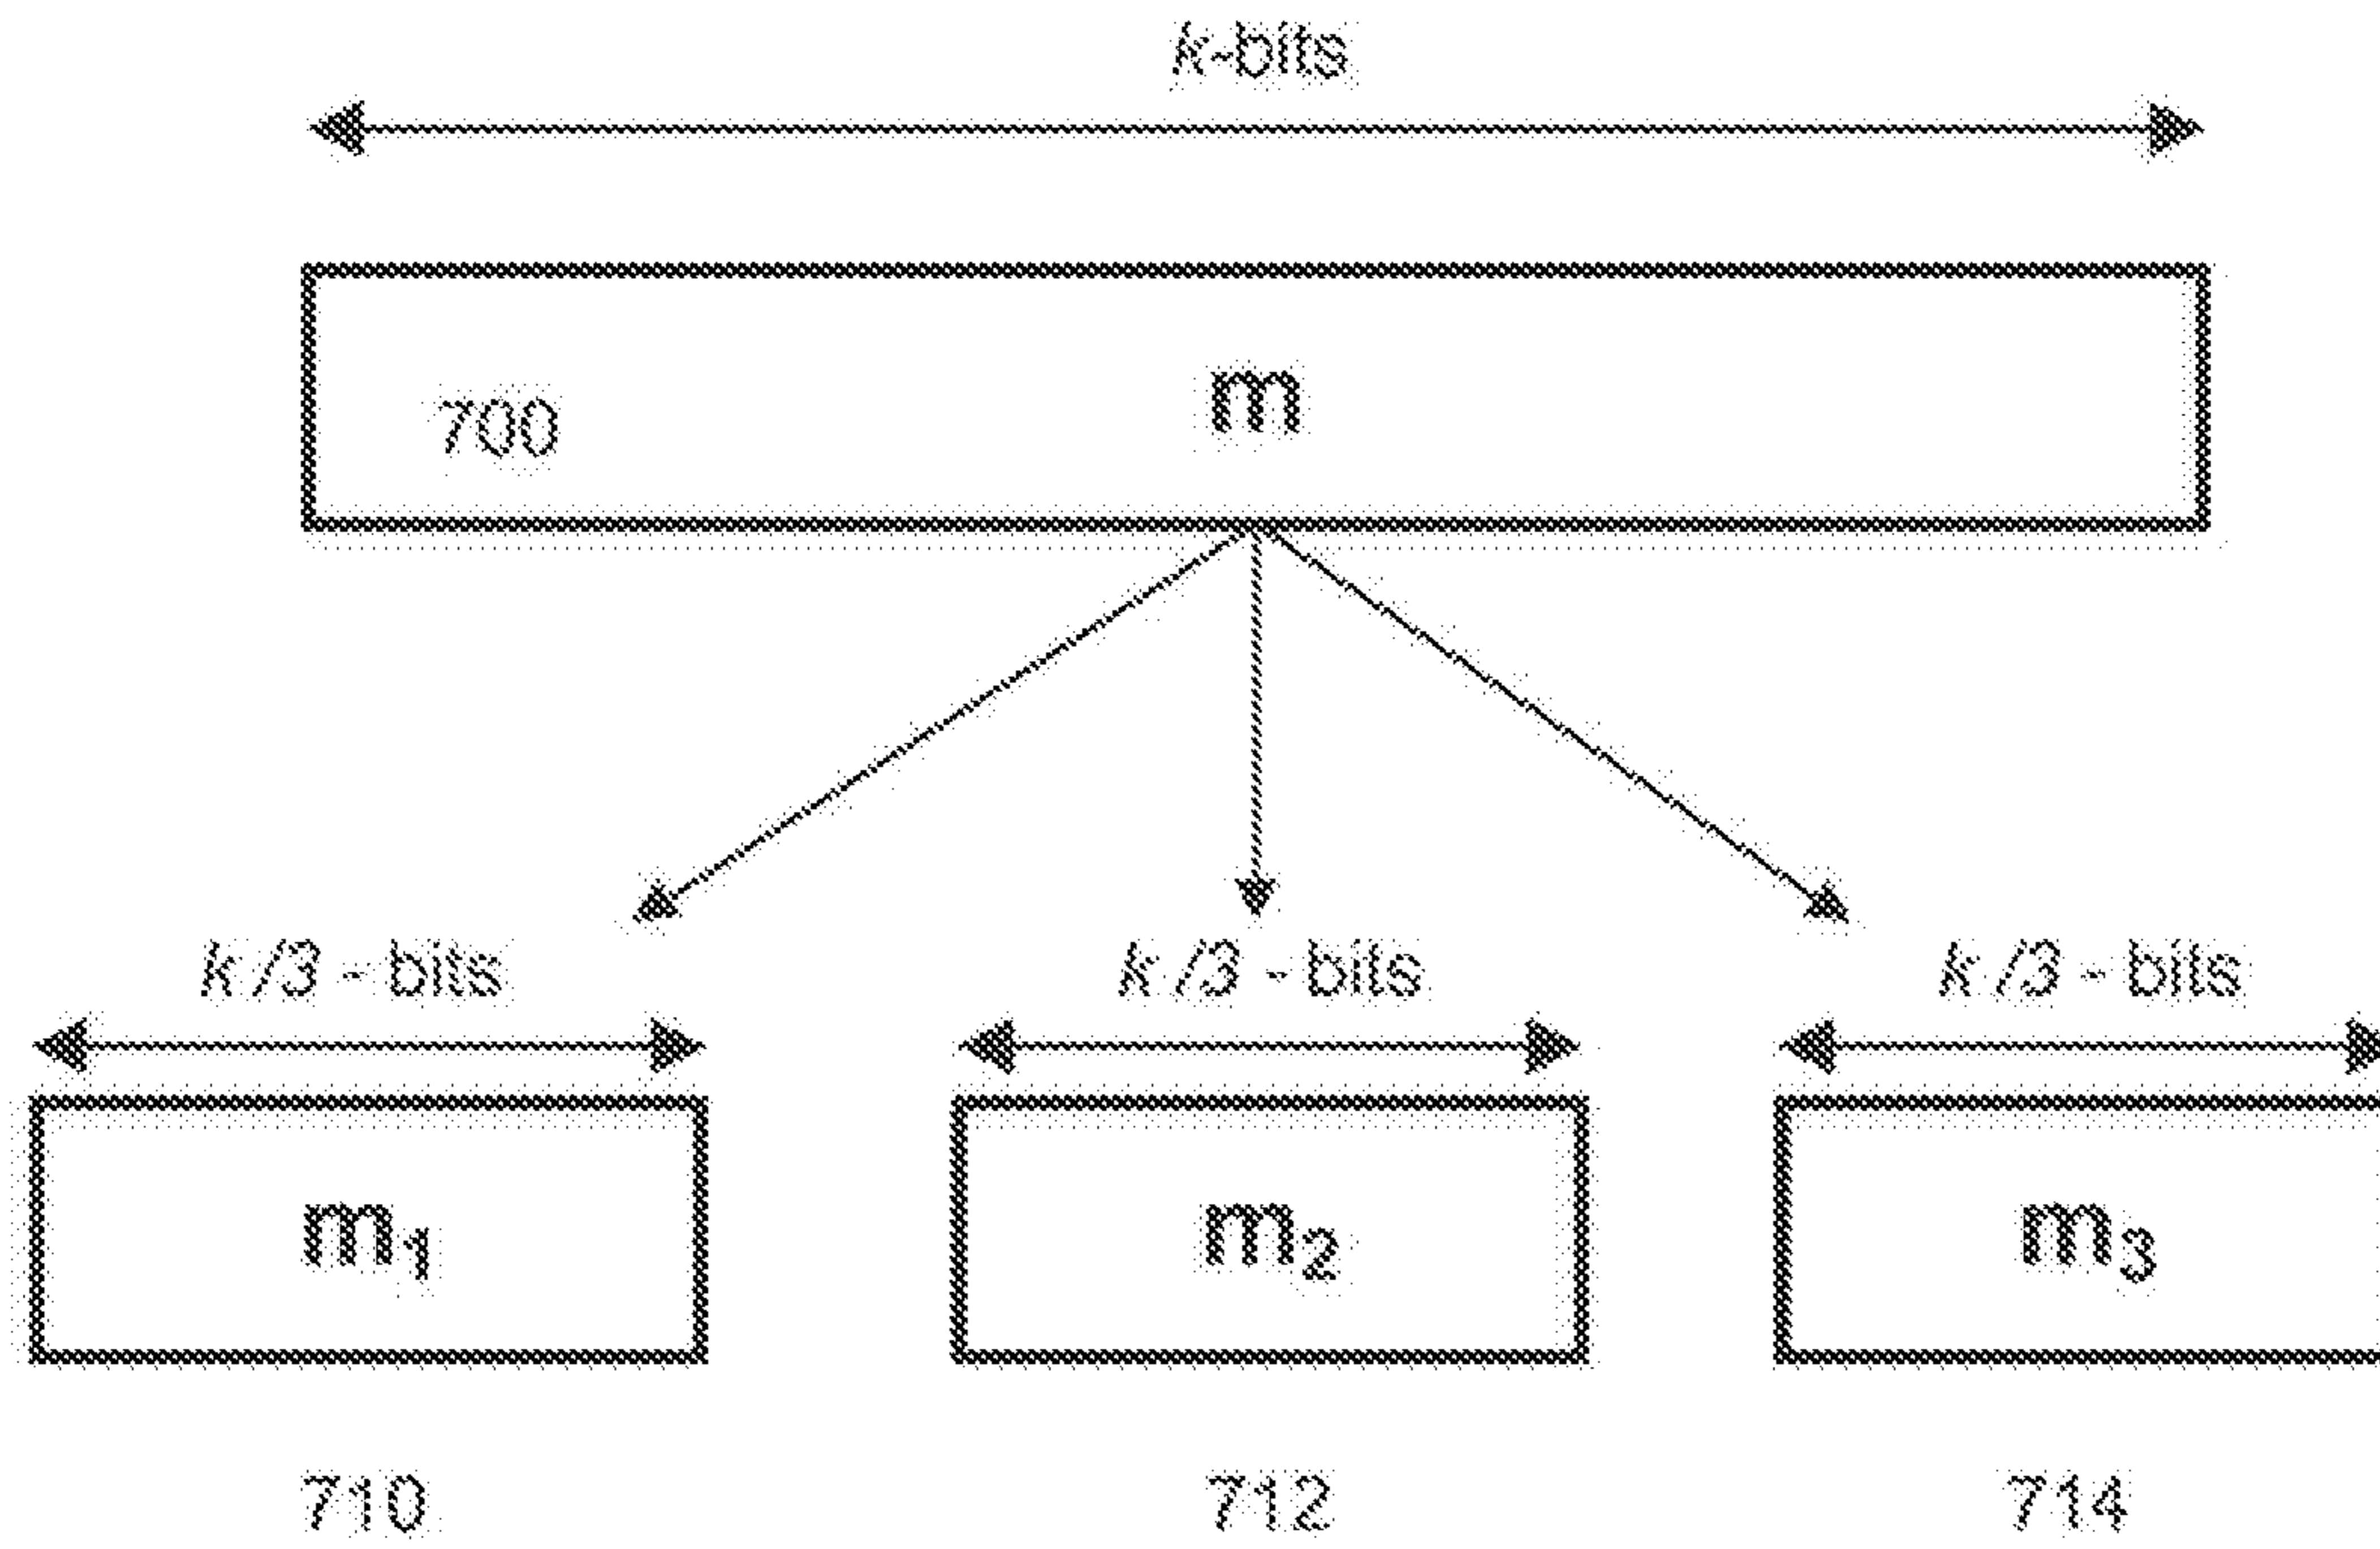 k-bits
m
700
k/3 - bits k/3 - bits k/3 - bits
m₁ m₂ m₃
710 712 714